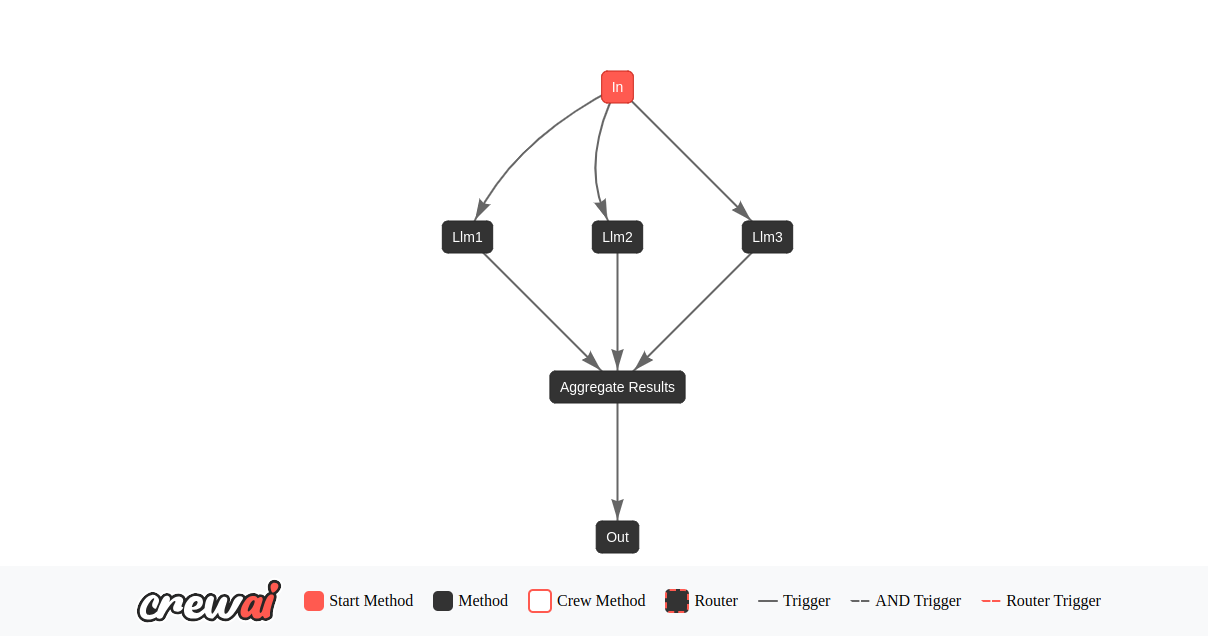 In
Llm1 Llm2 Llm3
Aggregate Results
Out
crewai Start Method Method Crew Method Router Trigger AND Trigger Router Trigger